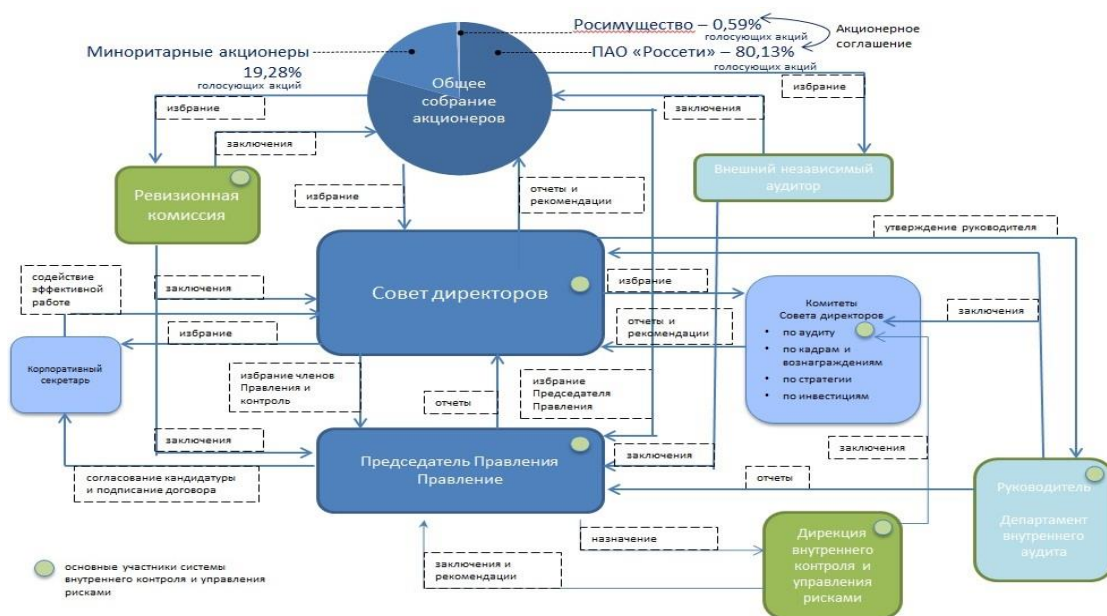 Росимущество – 0,59%
голосующих акций
Акционерное
соглашение
Миноритарные акционеры
ПАО «Россети» – 80,13%
голосующих акций
19,28%
голосующих акций
Общее
собрание
акционеров
избрание
заключения
избрание
заключения
Внешний независимый
аудитор
Ревизионная
комиссия
избрание
отчеты и
рекомендации
утверждение руководителя
содействие
эффективной
работе
заключения
Совет директоров
избрание
Комитеты
Совета директоров
• по аудиту
• по кадрам и
вознаграждениям
• по стратегии
• по инвестициям
заключения
избрание
отчеты и
рекомендации
Корпоративный
секретарь
избрание членов
Правления и
контроль
отчеты
избрание
Председателя
Правления
заключения
Председатель Правления
Правление
заключения
заключения
согласование кандидатуры
и подписание договора
отчеты
Руководитель
Департамент
внутреннего
аудита
назначение
Дирекция
внутреннего
контроля и
управления
рисками
заключения и
рекомендации
основные участники системы
внутреннего контроля и управления
рисками